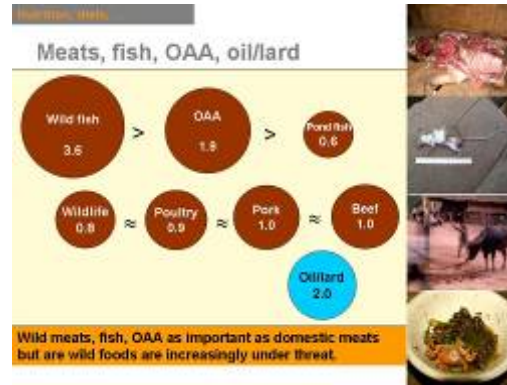 Nutrition, diets,
Meats, fish, OAA, oil/lard
Wild fish
3.6
>
OAA
1.9
>
Pond fish
0.6
Wildlife
0.8
≈
Poultry
0.9
≈
Pork
1.0
≈
Beef
1.0
Oil/lard
2.0
Wild meats, fish, OAA as important as domestic meats
but are wild foods are increasingly under threat.